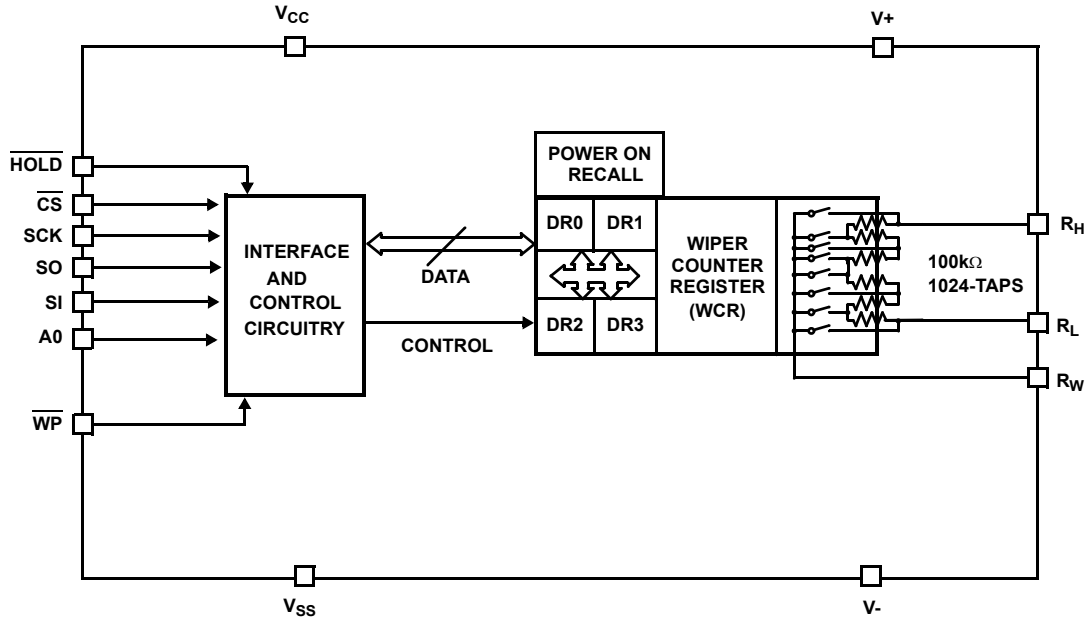 VCC
V+
HOLD
CS
SCK
SO
SI
A0
WP
INTERFACE
AND
CONTROL
CIRCUITRY
DATA
CONTROL
POWER ON
RECALL
DR0 DR1
DR2 DR3
WIPER
COUNTER
REGISTER
(WCR)
100kΩ
1024-TAPS
RH
RL
RW
VSS
V-